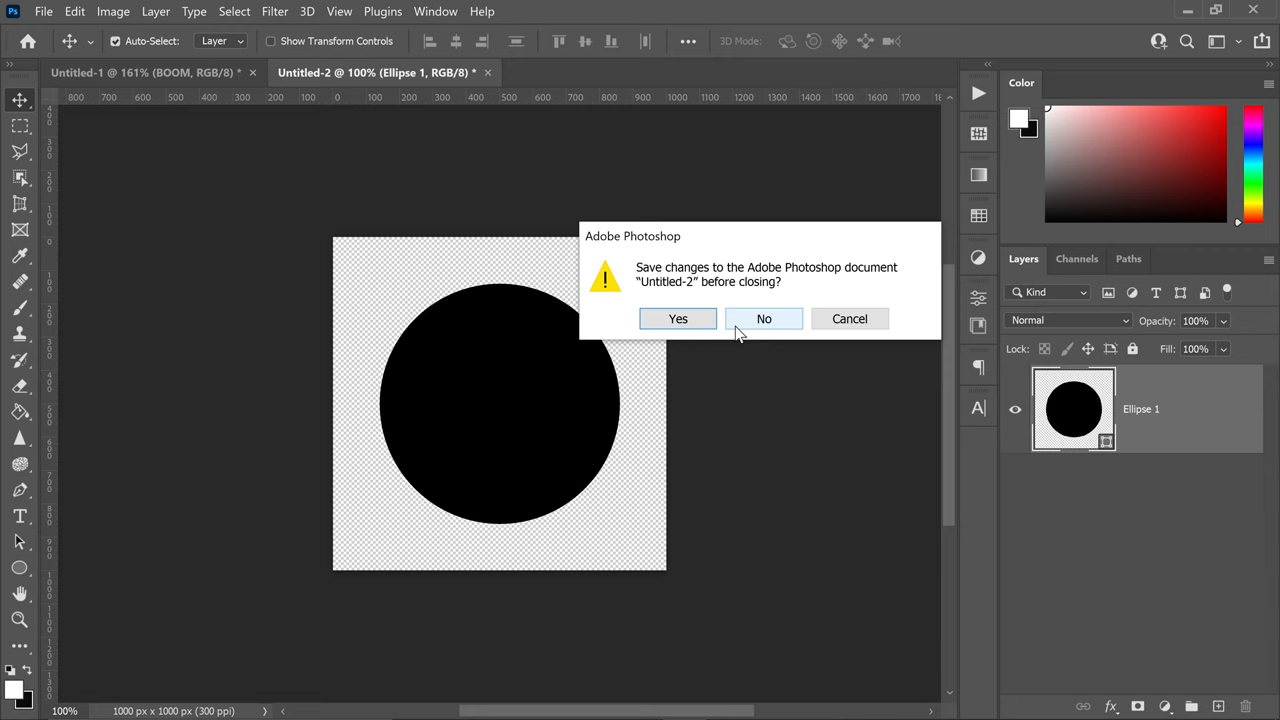 Ps File Edit Image Layer Type Select Filter 3D View Plugins Window Help
Auto-Select: Layer Show Transform Controls 3D Mode:
Untitled-1 @ 161% (BOOM, RGB/8) * Untitled-2 @ 100% (Ellipse 1, RGB/8) *
800 700 600 500 400 300 200 100 0 100 200 300 400 500 600 700 800 900 1000 1100 1200 1300 1400 1500 1600 1700
Color
Adobe Photoshop
Save changes to the Adobe Photoshop document
“Untitled-2” before closing?
Yes No Cancel
Layers Channels Paths
Kind
Normal Opacity: 100%
Lock: Fill: 100%
Ellipse 1
100% 1000 px x 1000 px (300 ppi)